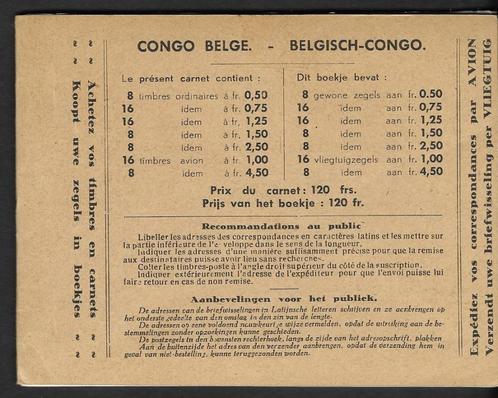 CONGO BELGE. - BELGISCH-CONGO.
Le présent carnet contient :
8 timbres ordinaires à fr. 0,50
16 idem à fr. 0,75
16 idem à fr. 1,25
8 idem à fr. 1,50
8 idem à fr. 2,50
16 timbres avion à fr. 1,00
8 idem à fr. 4,50
Dit boekje bevat :
8 gewone zegels aan fr. 0.50
16 idem aan fr. 0,75
16 idem aan fr. 1,25
8 idem aan fr. 1,50
8 idem aan fr. 2,50
16 vliegtuigzegels aan fr. 1,00
8 idem aan fr. 4,50
Prix du carnet : 120 frs.
Prijs van het boekje : 120 fr.
Recommandations au public
Libeller les adresses des correspondances en caractères latins et les mettre sur
la partie inférieure de l'e veloppe dans le sens de la longueur,
Indiquer les adresses d'une manière suffisamment précise pour que la remise
aux destinataires puisse avoir lieu sans recherches.
Coller les timbres-poste à l'angle droit supérieur du côté de la suscription.
Indiquer extérieurement l'adresse de l'expéditeur pour que l'envoi puisse lui
faire retour en cas de non remise.
Aanbevelingen voor het publiek.
De adressen van de briefwisselingen in Latijnsche letteren schrijven en ze aanbrengen op
het onderste gedeelte van den omslag in den zin van de lengte.
De adressen op eene voldoend nauwkeurige wijze vermelden, opdat de uitreiking aan de
bestemmelingen zonder opzoekingen kunne geschieden.
De postzegels in den bovensten rechterhoek, langs de zijde van het adresopschrift, plakken
Aan de buitenzijde het adres van den verzender aanbrengen, opdat de verzending hem in
geval van niet-bestelling, kunne teruggezonden worden.
Achetez vos timbres en carnets
Koopt uwe zegels in boekjes
Expédiez vos correspondances par AVION
Verzendt uwe briefwisseling per VLIEGTUIG